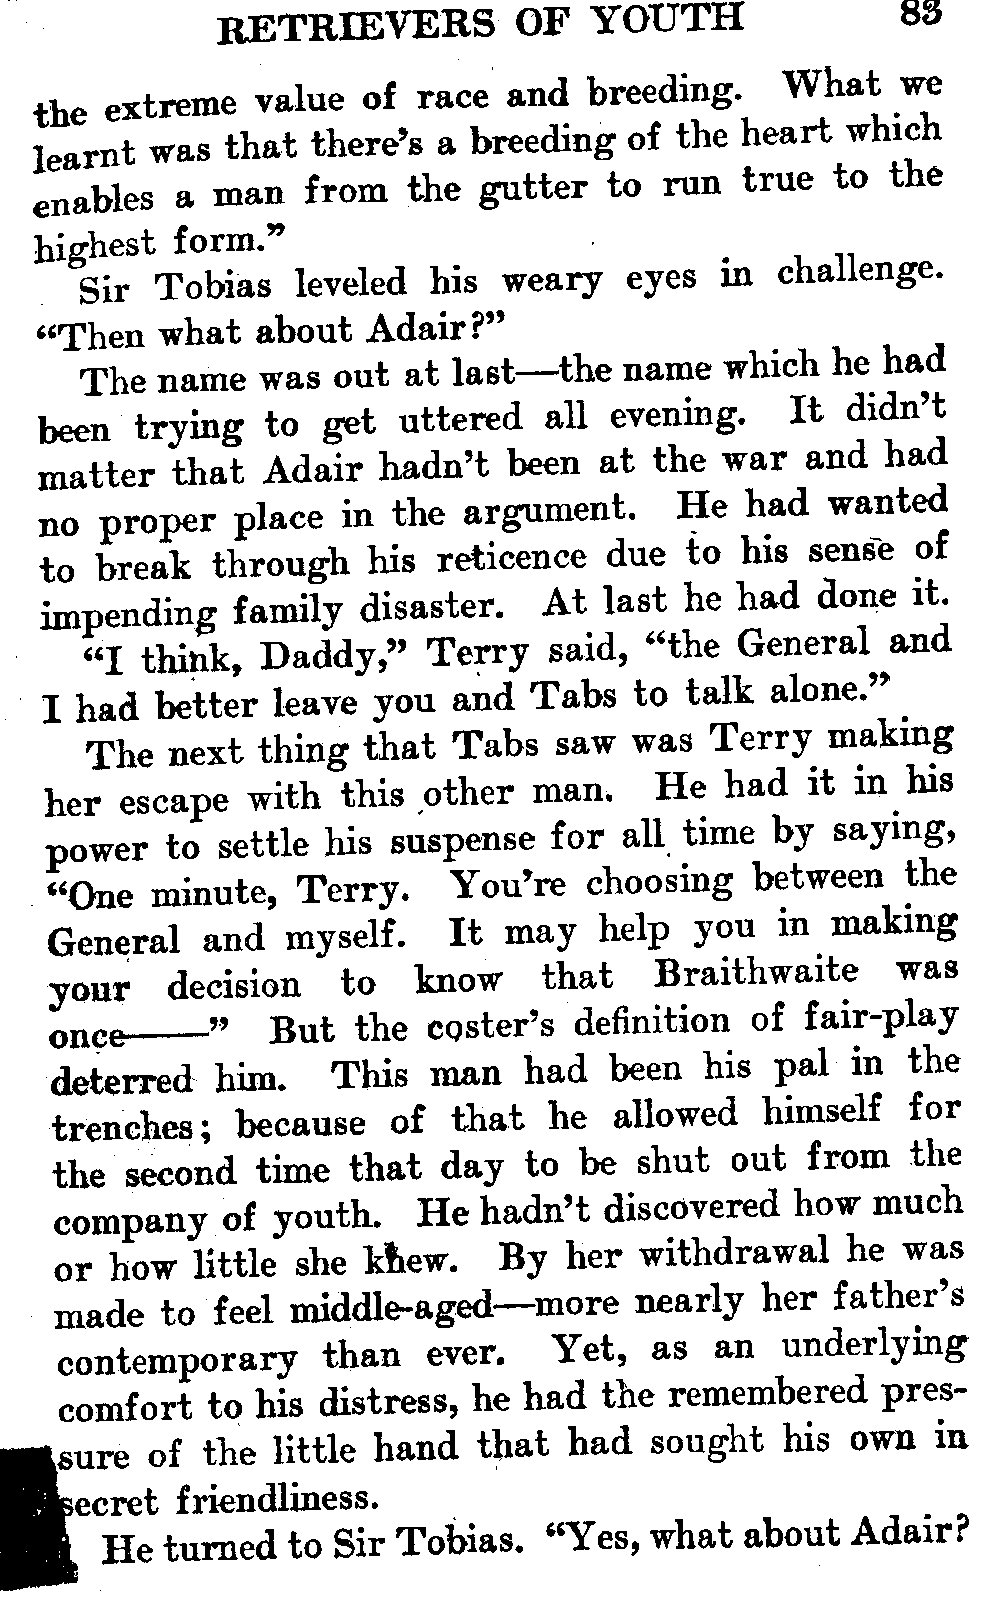 RETRIEVERS OF YOUTH 83
the extreme value of race and breeding. What we
learnt was that there's a breeding of the heart which
enables a man from the gutter to run true to the
highest form."
Sir Tobias leveled his weary eyes in challenge.
"Then what about Adair?"
The name was out at last—the name which he had
been trying to get uttered all evening. It didn't
matter that Adair hadn't been at the war and had
no proper place in the argument. He had wanted
to break through his reticence due to his sense of
impending family disaster. At last he had done it.
"I think, Daddy," Terry said, "the General and
I had better leave you and Tabs to talk alone."
The next thing that Tabs saw was Terry making
her escape with this other man. He had it in his
power to settle his suspense for all time by saying,
"One minute, Terry. You're choosing between the
General and myself. It may help you in making
your decision to know that Braithwaite was
once——" But the coster's definition of fair-play
deterred him. This man had been his pal in the
trenches; because of that he allowed himself for
the second time that day to be shut out from the
company of youth. He hadn't discovered how much
or how little she knew. By her withdrawal he was
made to feel middle-aged—more nearly her father's
contemporary than ever. Yet, as an underlying
comfort to his distress, he had the remembered pres-
sure of the little hand that had sought his own in
secret friendliness.
He turned to Sir Tobias. "Yes, what about Adair?